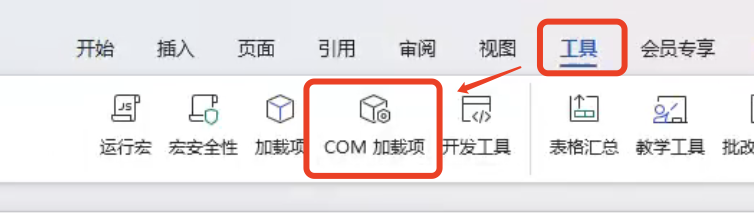 开始 插入 页面 引用 审阅 视图 工具 会员专享
JS
运行宏 宏安全性 加载项 COM 加载项 开发工具 表格汇总 教学工具 批改